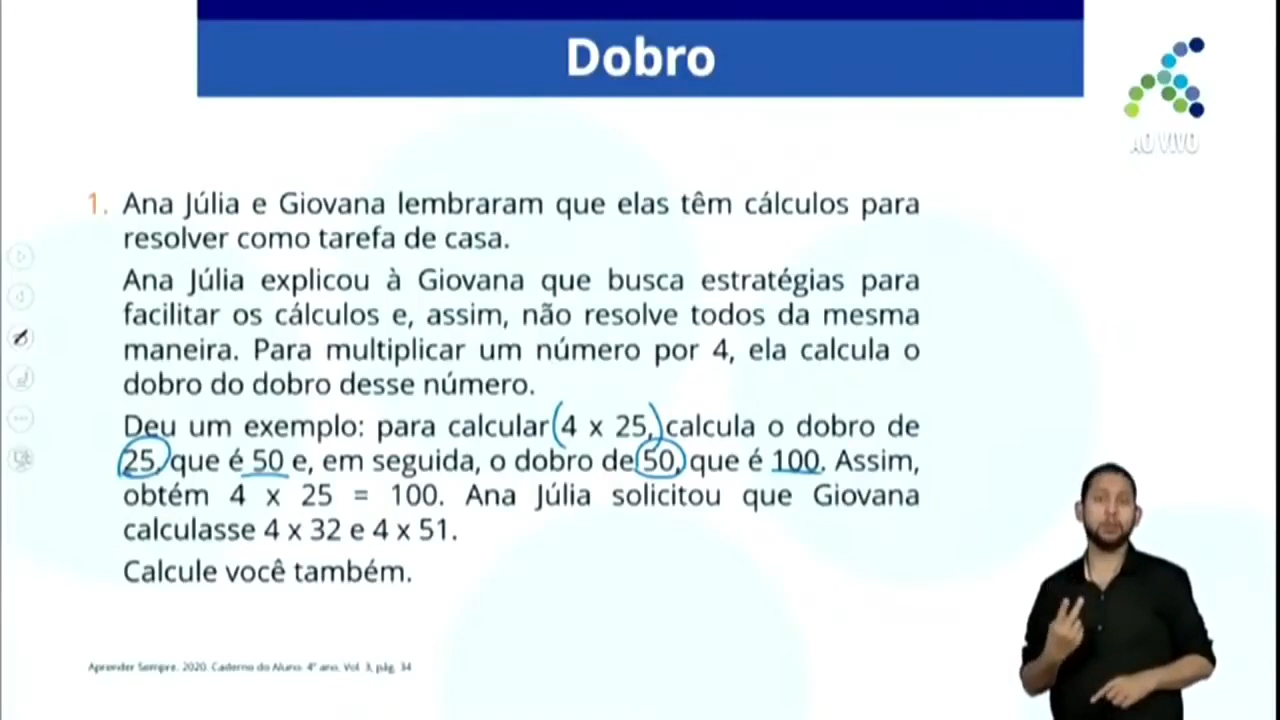 Dobro
AO VIVO
1. Ana Júlia e Giovana lembraram que elas têm cálculos para
resolver como tarefa de casa.
Ana Júlia explicou à Giovana que busca estratégias para
facilitar os cálculos e, assim, não resolve todos da mesma
maneira. Para multiplicar um número por 4, ela calcula o
dobro do dobro desse número.
Deu um exemplo: para calcular 4 x 25, calcula o dobro de
25, que é 50 e, em seguida, o dobro de 50, que é 100. Assim,
obtém 4 x 25 = 100. Ana Júlia solicitou que Giovana
calculasse 4 x 32 e 4 x 51.
Calcule você também.
Aprender Sempre. 2020. Caderno do Aluno. 4º ano. Vol. 3, pág. 34